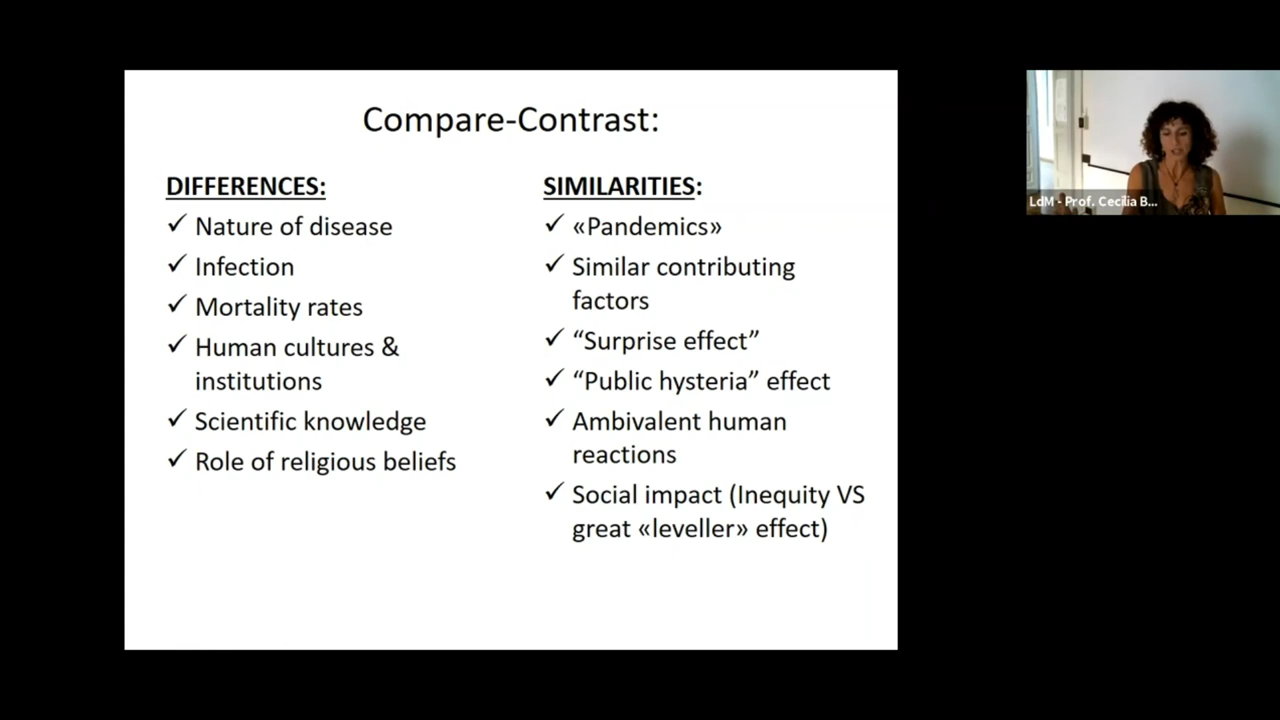 Compare-Contrast:
DIFFERENCES:
✓ Nature of disease
✓ Infection
✓ Mortality rates
✓ Human cultures &
institutions
✓ Scientific knowledge
✓ Role of religious beliefs
SIMILARITIES:
✓ «Pandemics»
✓ Similar contributing
factors
✓ “Surprise effect”
✓ “Public hysteria” effect
✓ Ambivalent human
reactions
✓ Social impact (Inequity VS
great «leveller» effect)
LdM - Prof. Cecilia B...